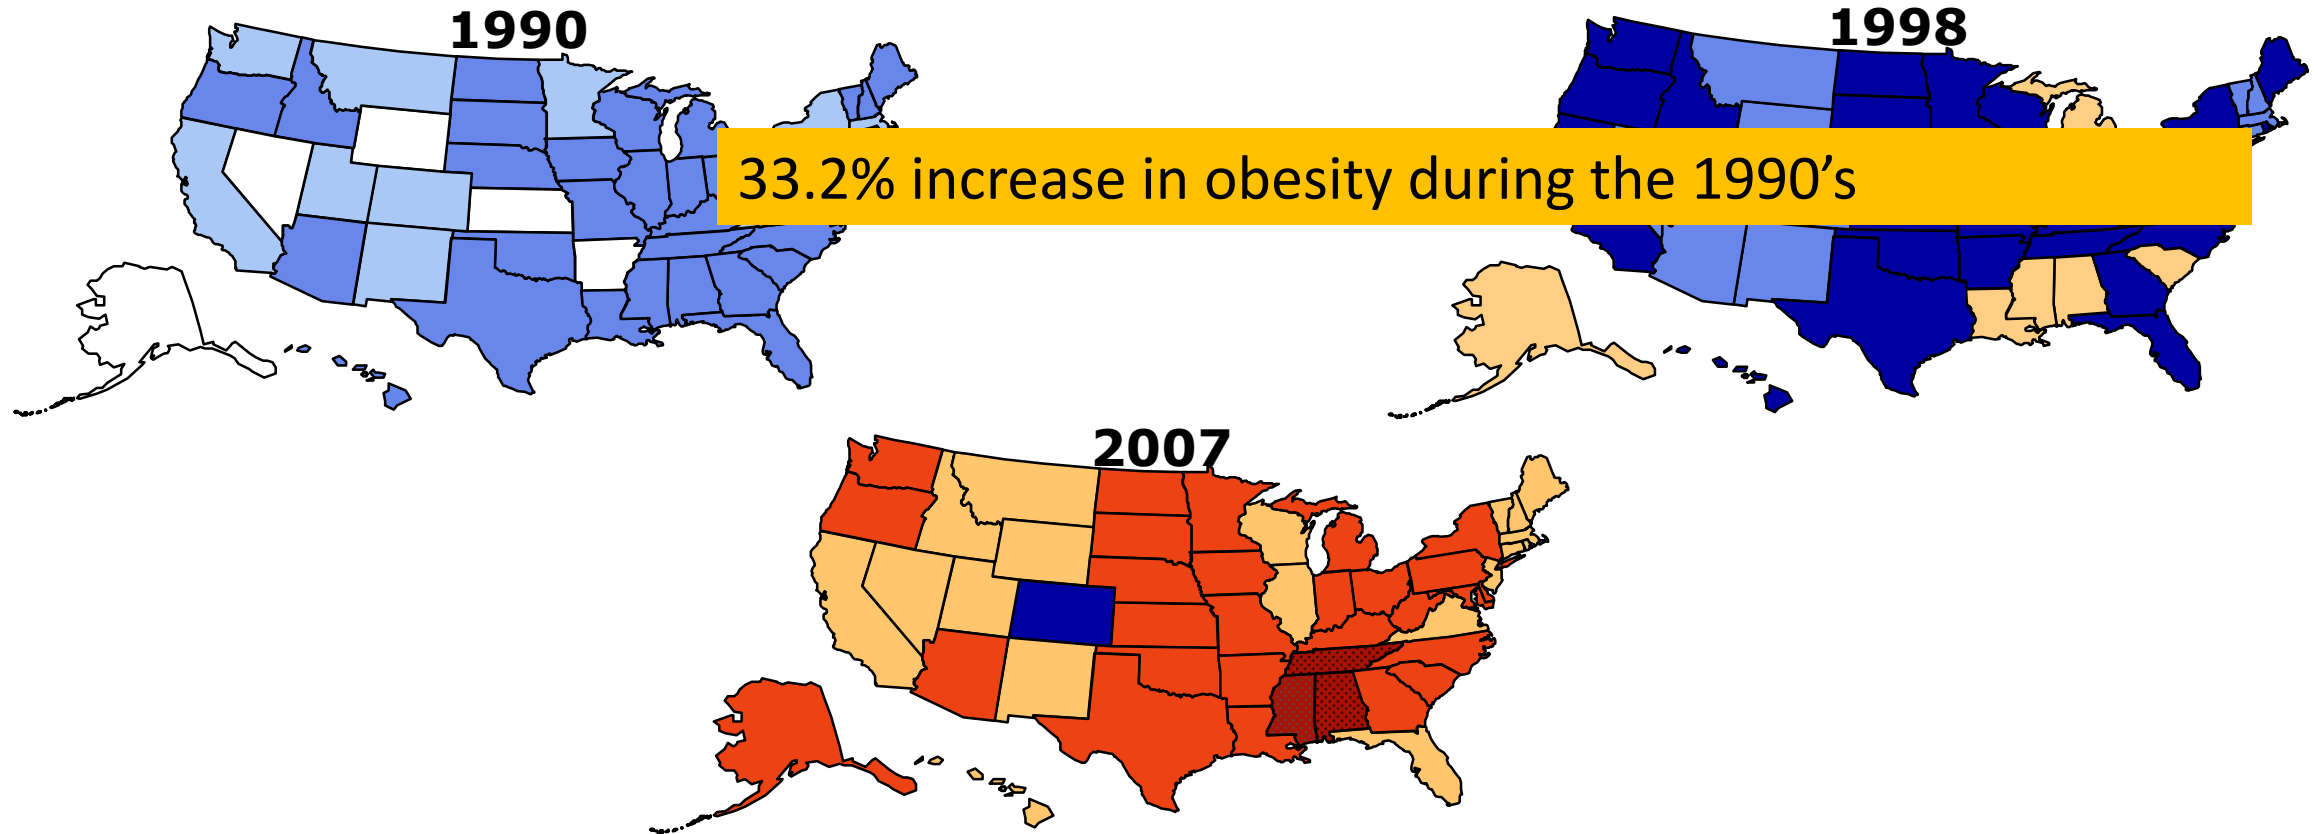 1990
1998
33.2% increase in obesity during the 1990’s
2007